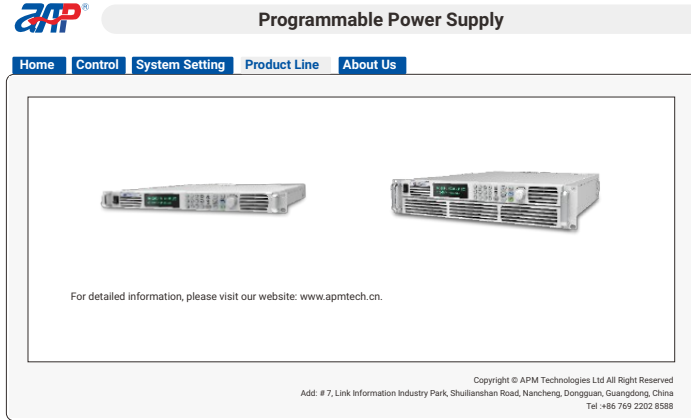 APM®
Programmable Power Supply
Home Control System Setting Product Line About Us
For detailed information, please visit our website: www.apmtech.cn.
Copyright © APM Technologies Ltd All Right Reserved
Add: # 7, Link Information Industry Park, Shuilianshan Road, Nancheng, Dongguan, Guangdong, China
Tel :+86 769 2202 8588